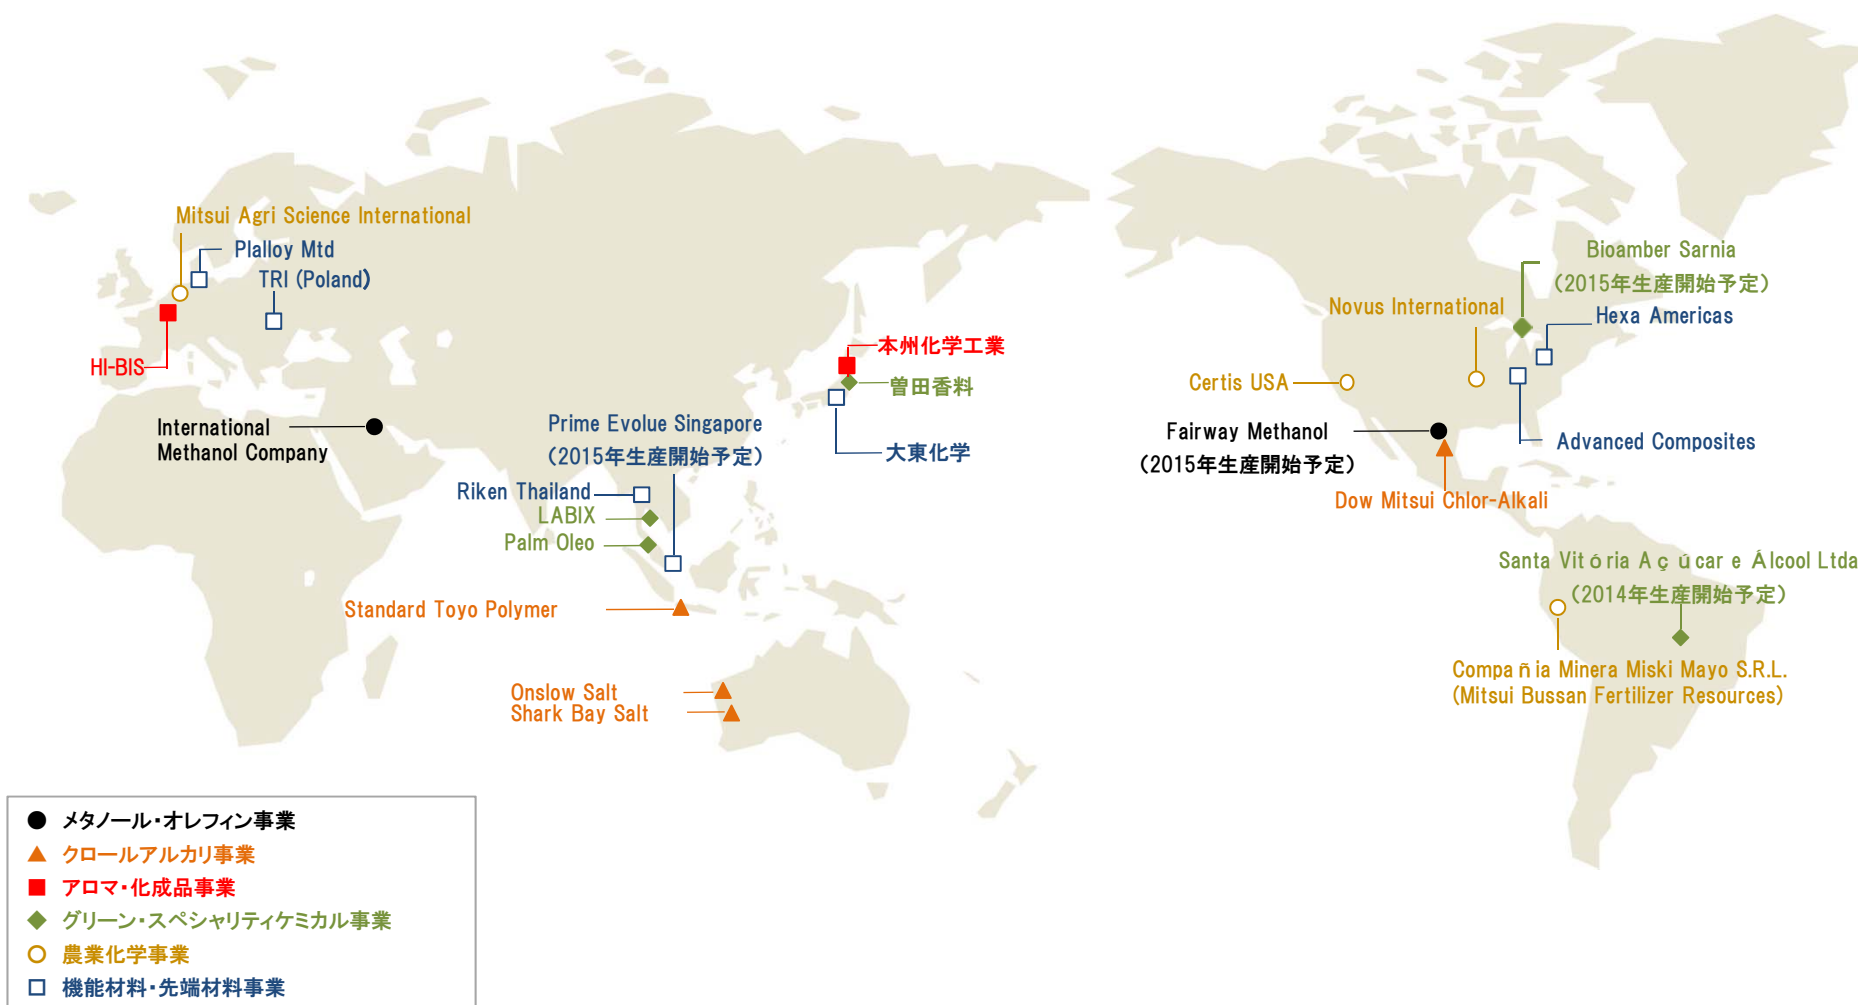 Mitsui Agri Science International
Plalloy Mtd
TRI (Poland)
HI-BIS
International
Methanol Company
本州化学工業
曽田香料
大東化学
Prime Evolue Singapore
(2015年生産開始予定)
Riken Thailand
LABIX
Palm Oleo
Standard Toyo Polymer
Onslow Salt
Shark Bay Salt
Bioamber Sarnia
(2015年生産開始予定)
Novus International
Hexa Americas
Certis USA
Fairway Methanol
(2015年生産開始予定)
Advanced Composites
Dow Mitsui Chlor-Alkali
Santa Vitória Açúcar e Álcool Ltda
(2014年生産開始予定)
Compañia Minera Miski Mayo S.R.L.
(Mitsui Bussan Fertilizer Resources)
メタノール・オレフィン事業
クロールアルカリ事業
アロマ・化成品事業
グリーン・スペシャリティケミカル事業
農業化学事業
機能材料・先端材料事業